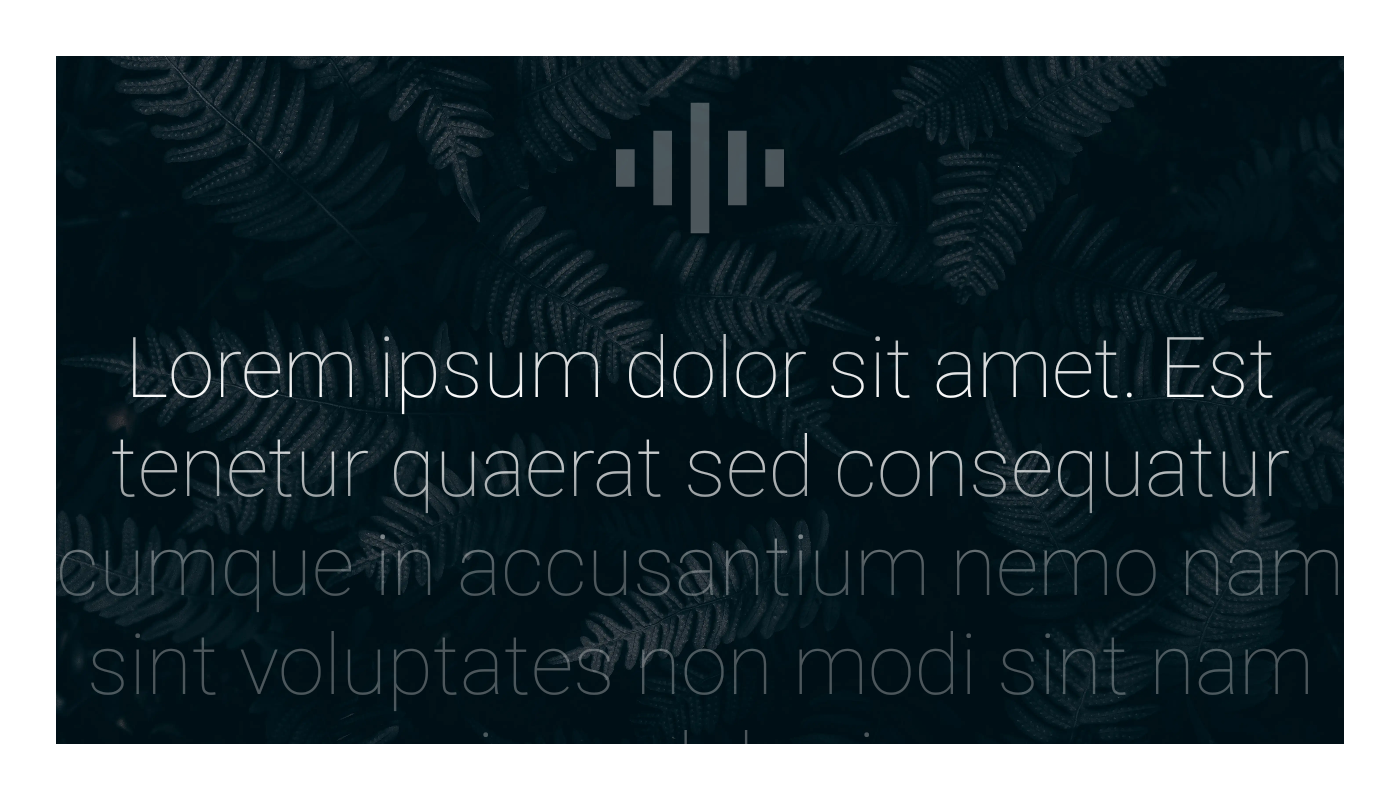 Lorem ipsum dolor sit amet. Est
tenetur quaerat sed consequatur
cumque in accusantium nemo nam
sint voluptates non modi sint nam